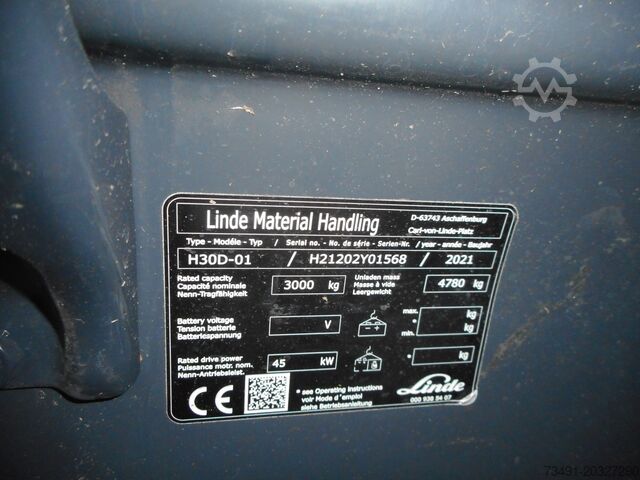 Linde Material Handling
D-63743 Aschaffenburg
Carl-von-Linde-Platz
Type - Modéle - Typ / Serial no. - No. de série - Serien-Nr. / year - année - Baujahr
H30D-01 / H21202Y01568 / 2021
Rated capacity
Capacité nominale
Nenn-Tragfähigkeit
3000 kg
Unladen mass
Masse à vide
Leergewicht
4780 kg
Battery voltage
Tension batterie
Batteriespannung
V
max. * kg
min. * kg
Rated drive power
Puissance motr. nom.
Nenn-Antriebsleist.
45 kW
* kg
CE
* see Operating Instructions
voir Mode d'emploi
siehe Betriebsanleitung
Linde
000 938 54 07
73491-20327290